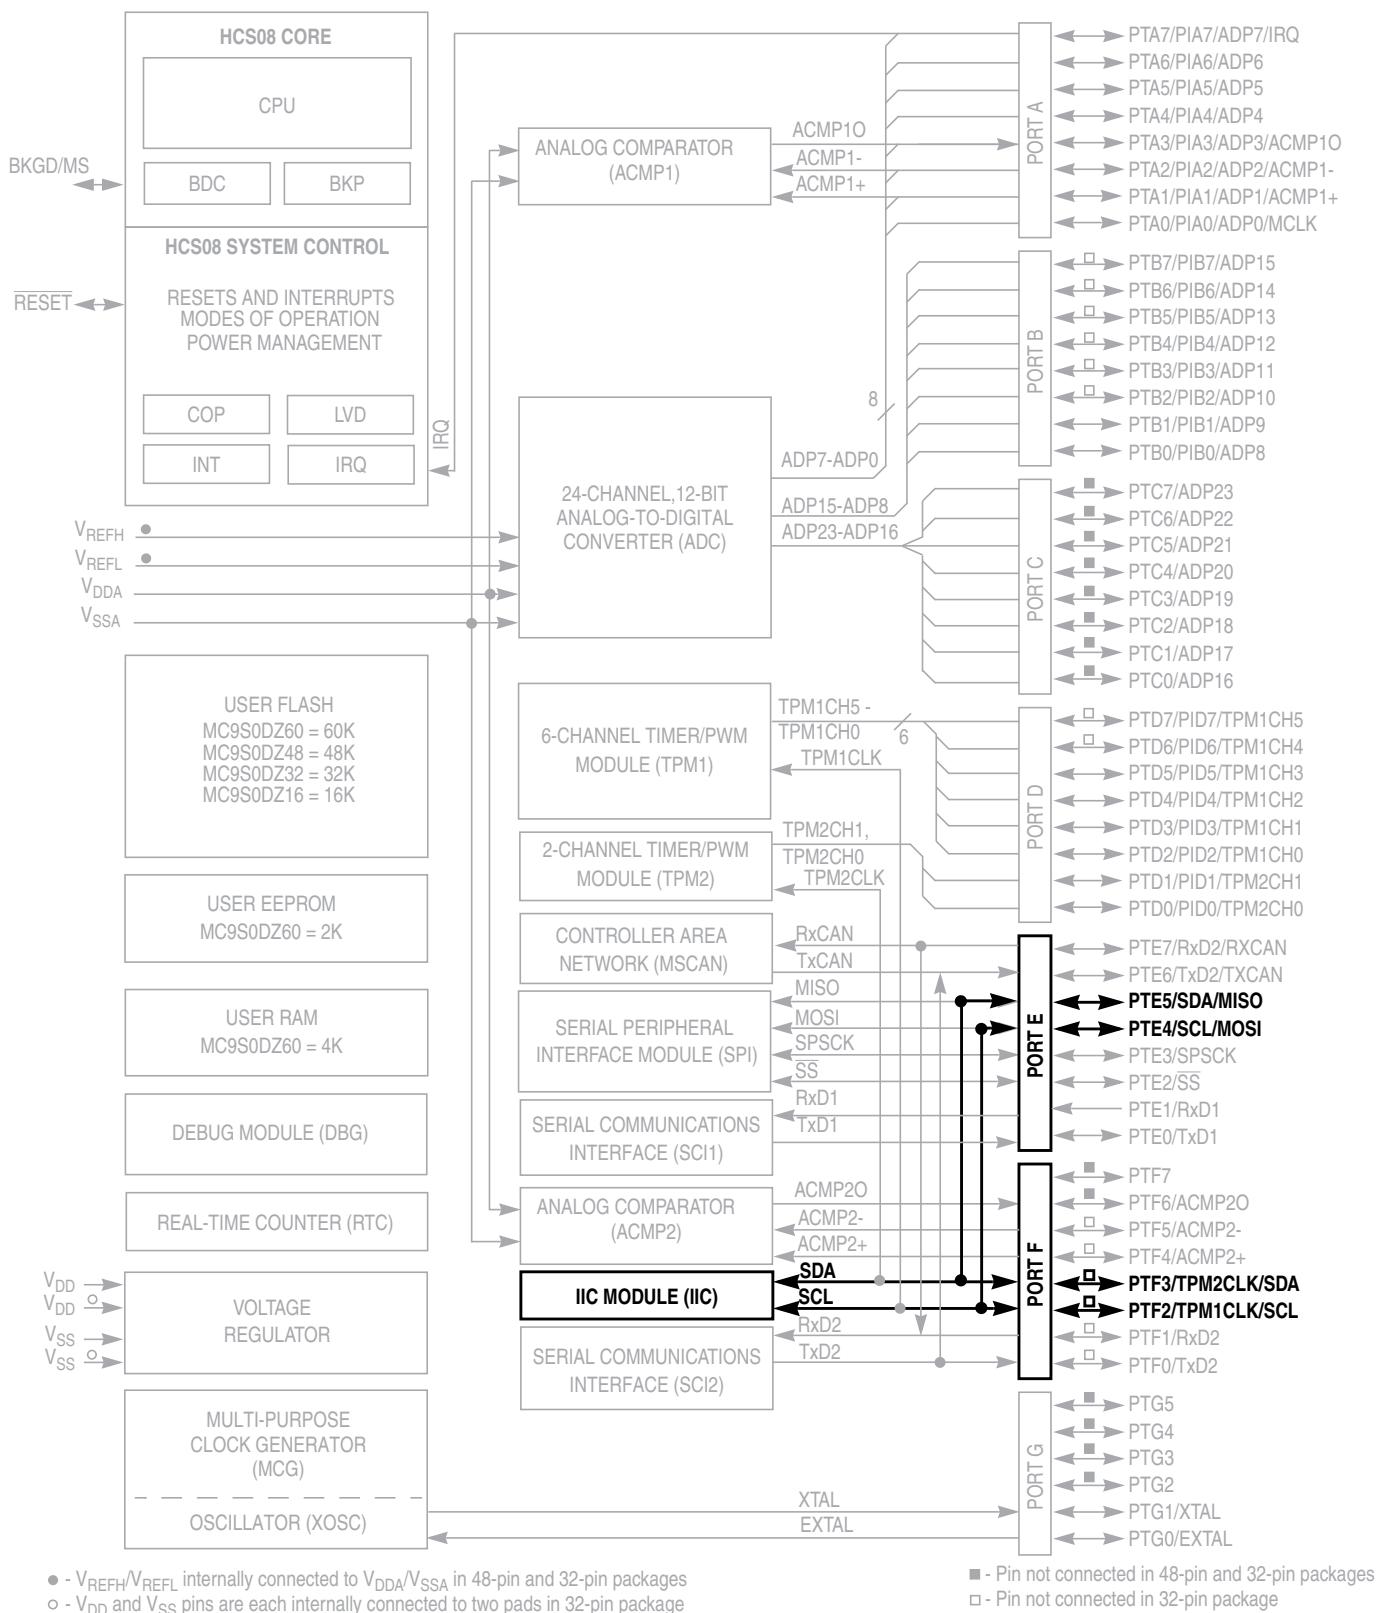 HCS08 CORE
CPU
BDC
BKP
BKGD/MS
HCS08 SYSTEM CONTROL
RESETS AND INTERRUPTS
MODES OF OPERATION
POWER MANAGEMENT
RESET
COP
LVD
INT
IRQ
IRQ
VREFH
VREFL
VDDA
VSSA
USER FLASH
MC9S0DZ60 = 60K
MC9S0DZ48 = 48K
MC9S0DZ32 = 32K
MC9S0DZ16 = 16K
USER EEPROM
MC9S0DZ60 = 2K
USER RAM
MC9S0DZ60 = 4K
DEBUG MODULE (DBG)
REAL-TIME COUNTER (RTC)
VDD
VDD
VSS
VSS
VOLTAGE
REGULATOR
MULTI-PURPOSE
CLOCK GENERATOR
(MCG)
OSCILLATOR (XOSC)
ANALOG COMPARATOR
(ACMP1)
ACMP1O
ACMP1-
ACMP1+
24-CHANNEL,12-BIT
ANALOG-TO-DIGITAL
CONVERTER (ADC)
8
ADP7-ADP0
ADP15-ADP8
ADP23-ADP16
6-CHANNEL TIMER/PWM
MODULE (TPM1)
TPM1CH5 -
TPM1CH0
6
TPM1CLK
2-CHANNEL TIMER/PWM
MODULE (TPM2)
TPM2CH1,
TPM2CH0
TPM2CLK
CONTROLLER AREA
NETWORK (MSCAN)
RxCAN
TxCAN
SERIAL PERIPHERAL
INTERFACE MODULE (SPI)
MISO
MOSI
SPSCK
SS
SERIAL COMMUNICATIONS
INTERFACE (SCI1)
RxD1
TxD1
ANALOG COMPARATOR
(ACMP2)
ACMP2O
ACMP2-
ACMP2+
IIC MODULE (IIC)
SDA
SCL
SERIAL COMMUNICATIONS
INTERFACE (SCI2)
RxD2
TxD2
XTAL
EXTAL
PORT A
PTA7/PIA7/ADP7/IRQ
PTA6/PIA6/ADP6
PTA5/PIA5/ADP5
PTA4/PIA4/ADP4
PTA3/PIA3/ADP3/ACMP1O
PTA2/PIA2/ADP2/ACMP1-
PTA1/PIA1/ADP1/ACMP1+
PTA0/PIA0/ADP0/MCLK
PORT B
PTB7/PIB7/ADP15
PTB6/PIB6/ADP14
PTB5/PIB5/ADP13
PTB4/PIB4/ADP12
PTB3/PIB3/ADP11
PTB2/PIB2/ADP10
PTB1/PIB1/ADP9
PTB0/PIB0/ADP8
PORT C
PTC7/ADP23
PTC6/ADP22
PTC5/ADP21
PTC4/ADP20
PTC3/ADP19
PTC2/ADP18
PTC1/ADP17
PTC0/ADP16
PORT D
PTD7/PID7/TPM1CH5
PTD6/PID6/TPM1CH4
PTD5/PID5/TPM1CH3
PTD4/PID4/TPM1CH2
PTD3/PID3/TPM1CH1
PTD2/PID2/TPM1CH0
PTD1/PID1/TPM2CH1
PTD0/PID0/TPM2CH0
PORT E
PTE7/RxD2/RXCAN
PTE6/TxD2/TXCAN
PTE5/SDA/MISO
PTE4/SCL/MOSI
PTE3/SPSCK
PTE2/SS
PTE1/RxD1
PTE0/TxD1
PORT F
PTF7
PTF6/ACMP2O
PTF5/ACMP2-
PTF4/ACMP2+
PTF3/TPM2CLK/SDA
PTF2/TPM1CLK/SCL
PTF1/RxD2
PTF0/TxD2
PORT G
PTG5
PTG4
PTG3
PTG2
PTG1/XTAL
PTG0/EXTAL
● - VREFH/VREFL internally connected to VDDA/VSSA in 48-pin and 32-pin packages
○ - VDD and VSS pins are each internally connected to two pads in 32-pin package
■ - Pin not connected in 48-pin and 32-pin packages
□ - Pin not connected in 32-pin package